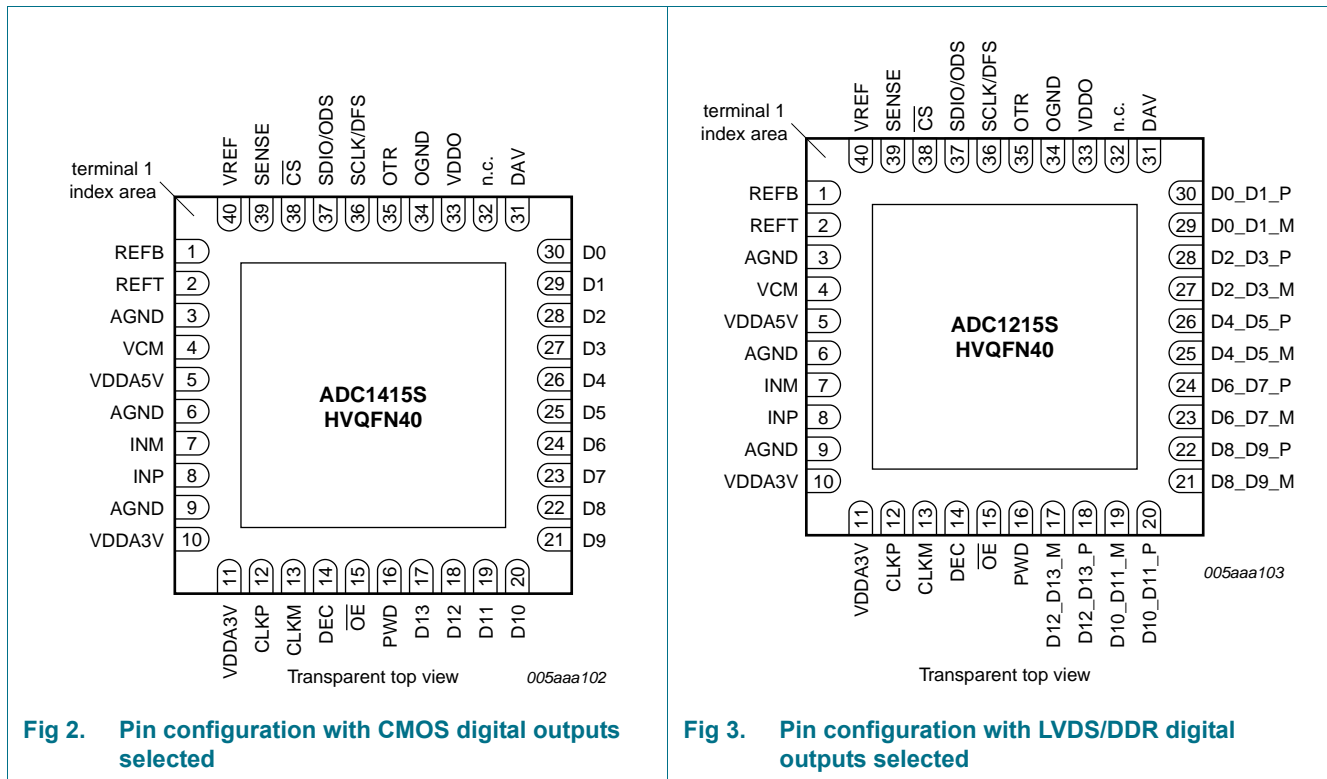 VREF
SENSE
CS
SDIO/ODS
SCLK/DFS
OTR
OGND
VDDO
n.c.
DAV
terminal 1
index area
40
39
38
37
36
35
34
33
32
31
REFB 1
REFT 2
AGND 3
VCM 4
VDDA5V 5
AGND 6
INM 7
INP 8
AGND 9
VDDA3V 10
ADC1415S
HVQFN40
30 D0
29 D1
28 D2
27 D3
26 D4
25 D5
24 D6
23 D7
22 D8
21 D9
11
12
13
14
15
16
17
18
19
20
VDDA3V
CLKP
CLKM
DEC
OE
PWD
D13
D12
D11
D10
Transparent top view
005aaa102
Fig 2. Pin configuration with CMOS digital outputs
selected
VREF
SENSE
CS
SDIO/ODS
SCLK/DFS
OTR
OGND
VDDO
n.c.
DAV
terminal 1
index area
40
39
38
37
36
35
34
33
32
31
REFB 1
REFT 2
AGND 3
VCM 4
VDDA5V 5
AGND 6
INM 7
INP 8
AGND 9
VDDA3V 10
ADC1215S
HVQFN40
30 D0_D1_P
29 D0_D1_M
28 D2_D3_P
27 D2_D3_M
26 D4_D5_P
25 D4_D5_M
24 D6_D7_P
23 D6_D7_M
22 D8_D9_P
21 D8_D9_M
11
12
13
14
15
16
17
18
19
20
VDDA3V
CLKP
CLKM
DEC
OE
PWD
D12_D13_M
D12_D13_P
D10_D11_M
D10_D11_P
005aaa103
Transparent top view
Fig 3. Pin configuration with LVDS/DDR digital
outputs selected